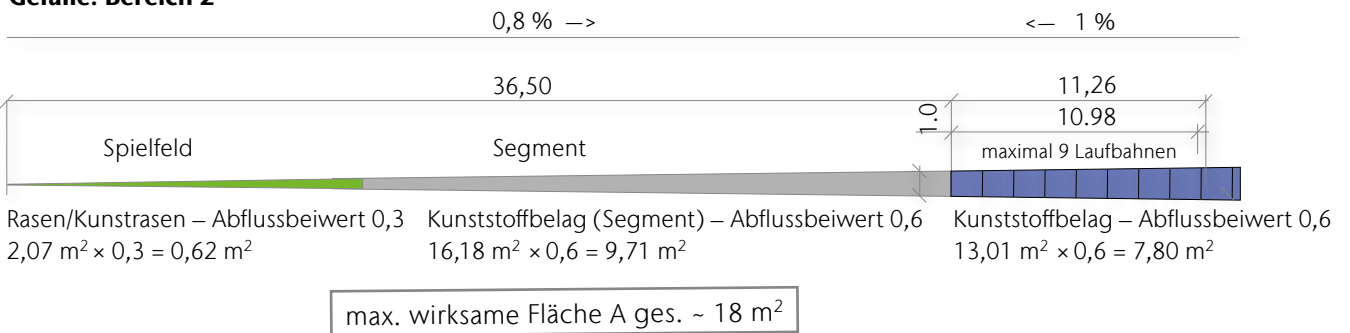 Gefälle: Bereich 2
0,8 % —>
<— 1 %
36,50
11,26
1.0
10.98
Spielfeld
Segment
maximal 9 Laufbahnen
Rasen/Kunstrasen – Abflussbeiwert 0,3
2,07 m² × 0,3 = 0,62 m²
Kunststoffbelag (Segment) – Abflussbeiwert 0,6
16,18 m² × 0,6 = 9,71 m²
Kunststoffbelag – Abflussbeiwert 0,6
13,01 m² × 0,6 = 7,80 m²
max. wirksame Fläche A ges. ~ 18 m²